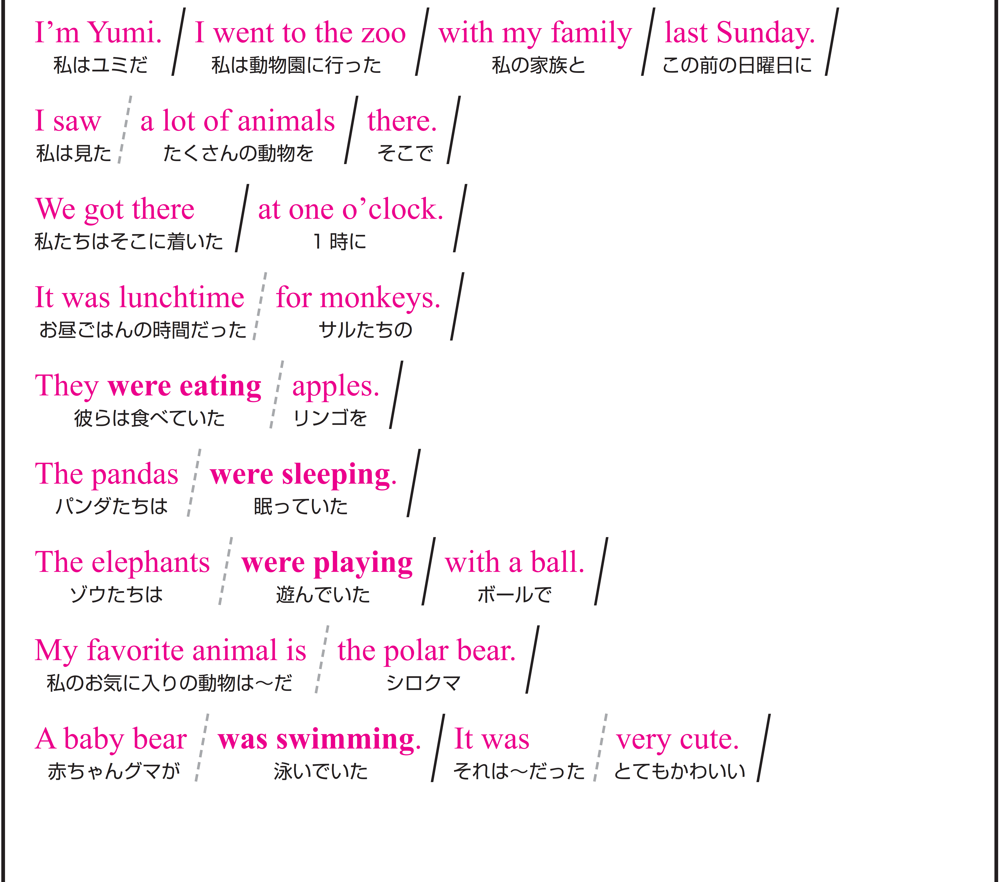 I’m Yumi. I went to the zoo with my family last Sunday.
私はユミだ 私は動物園に行った 私の家族と この前の日曜日に
I saw a lot of animals there.
私は見た たくさんの動物を そこで
We got there at one o’clock.
私たちはそこに着いた 1 時に
It was lunchtime for monkeys.
お昼ごはんの時間だった サルたちの
They were eating apples.
彼らは食べていた リンゴを
The pandas were sleeping.
パンダたちは 眠っていた
The elephants were playing with a ball.
ゾウたちは 遊んでいた ボールで
My favorite animal is the polar bear.
私のお気に入りの動物は〜だ シロクマ
A baby bear was swimming. It was very cute.
赤ちゃんグマが 泳いでいた それは〜だった とてもかわいい